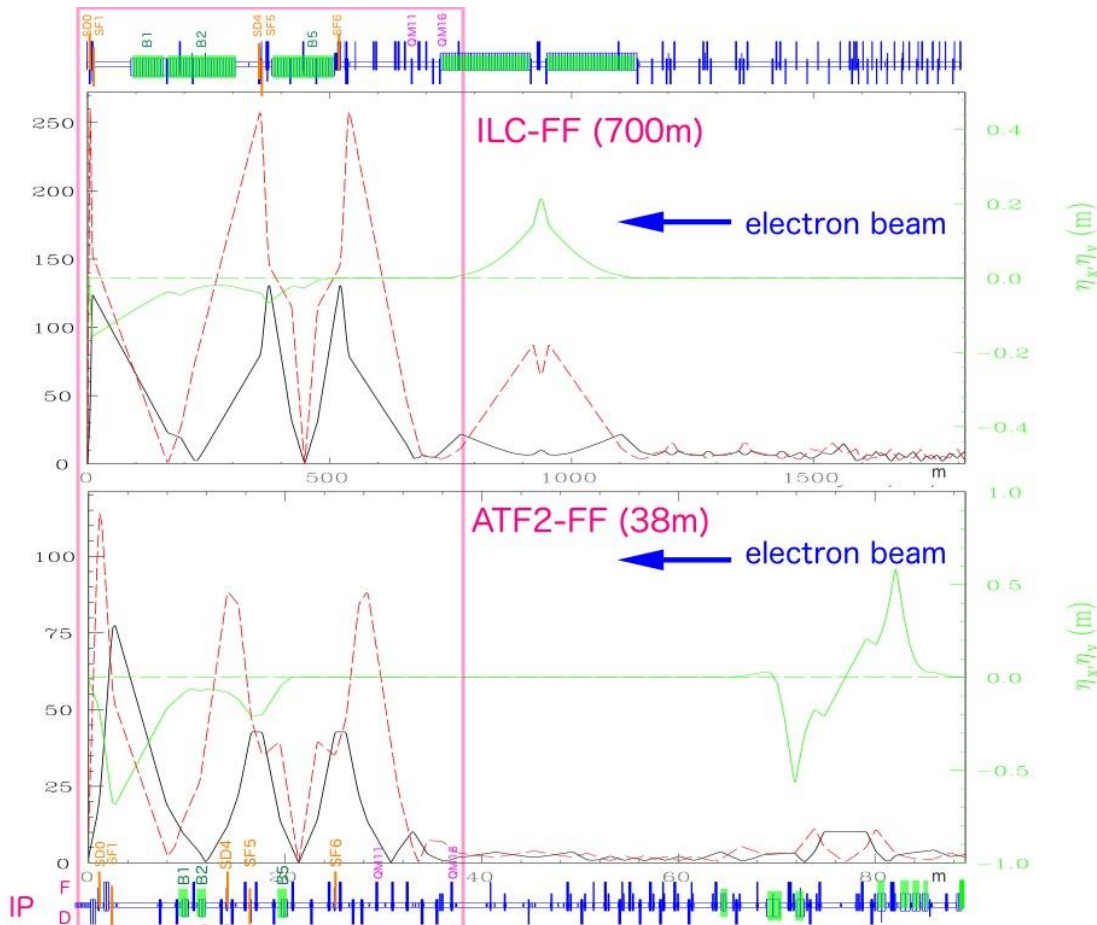 SD0 SF1 B1 B2 SD4 SF5 B5 SF6 QM11 QM16
ILC-FF (700m)
electron beam
250
200
150
100
50
0
0.4
0.2
0.0
−0.2
−0.4
ηx,ηy (m)
0 500 1000 1500 m
ATF2-FF (38m)
electron beam
100
75
50
25
0
1.0
0.5
0.0
−0.5
−1.0
ηx,ηy (m)
SD0 SF1 B1 B2 SD4 SF5 B5 SF6 QM11 QM16
0 40 60 80 m
IP F
D